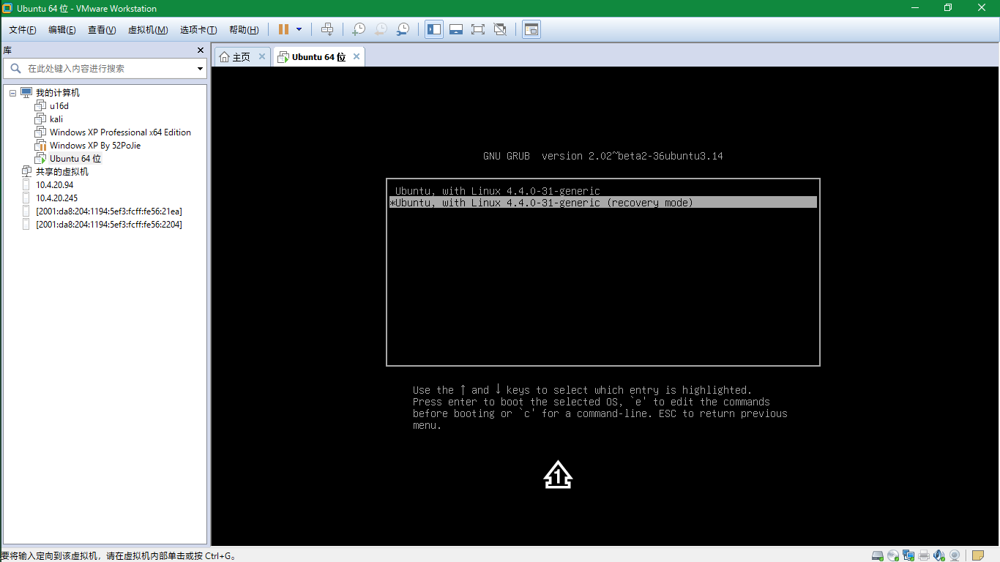 Ubuntu 64 位 - VMware Workstation
文件(F) 编辑(E) 查看(V) 虚拟机(M) 选项卡(T) 帮助(H)
库
在此处键入内容进行搜索
主页 Ubuntu 64 位
我的计算机
u16d
kali
Windows XP Professional x64 Edition
Windows XP By 52PoJie
Ubuntu 64 位
共享的虚拟机
10.4.20.94
10.4.20.245
[2001:da8:204:1194:5ef3:fcff:fe56:21ea]
[2001:da8:204:1194:5ef3:fcff:fe56:2204]
GNU GRUB  version 2.02~beta2-36ubuntu3.14
Ubuntu, with Linux 4.4.0-31-generic
*Ubuntu, with Linux 4.4.0-31-generic (recovery mode)
Use the ↑ and ↓ keys to select which entry is highlighted.
Press enter to boot the selected OS, `e' to edit the commands
before booting or `c' for a command-line. ESC to return previous
menu.
1
要将输入定向到该虚拟机，请在虚拟机内部单击或按 Ctrl+G。